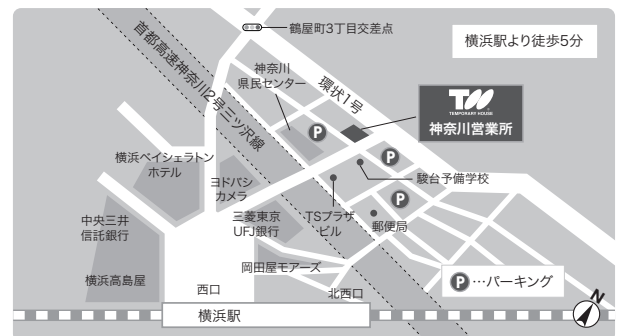 鶴屋町3丁目交差点
横浜駅より徒歩5分
首都高速神奈川2号三ツ沢線
神奈川
県民センター
環状1号
TM
TEMPORARY HOUSE
神奈川営業所
P
P
横浜ベイシェラトン
ホテル
ヨドバシ
カメラ
駿台予備学校
P
中央三井
信託銀行
三菱東京
UFJ銀行
TSプラザ
ビル
郵便局
岡田屋モアーズ
横浜高島屋
P…パーキング
西口
北西口
横浜駅
N